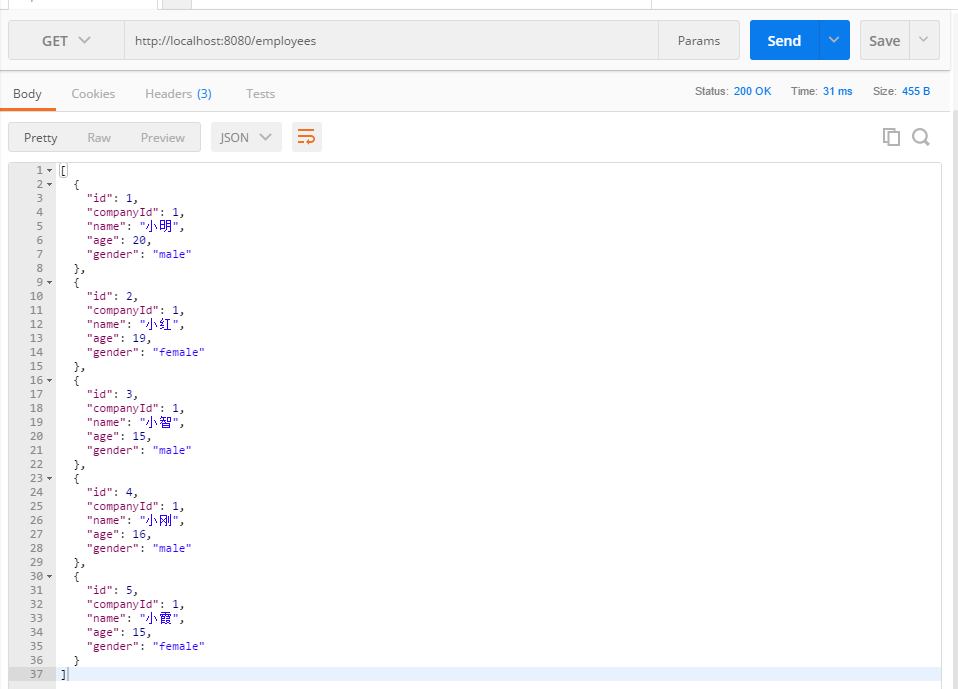 GET http://localhost:8080/employees Params Send Save
Body Cookies Headers (3) Tests Status: 200 OK Time: 31 ms Size: 455 B
Pretty Raw Preview JSON
1 [
2 {
3 "id": 1,
4 "companyId": 1,
5 "name": "小明",
6 "age": 20,
7 "gender": "male"
8 },
9 {
10 "id": 2,
11 "companyId": 1,
12 "name": "小红",
13 "age": 19,
14 "gender": "female"
15 },
16 {
17 "id": 3,
18 "companyId": 1,
19 "name": "小智",
20 "age": 15,
21 "gender": "male"
22 },
23 {
24 "id": 4,
25 "companyId": 1,
26 "name": "小刚",
27 "age": 16,
28 "gender": "male"
29 },
30 {
31 "id": 5,
32 "companyId": 1,
33 "name": "小霞",
34 "age": 15,
35 "gender": "female"
36 }
37 ]